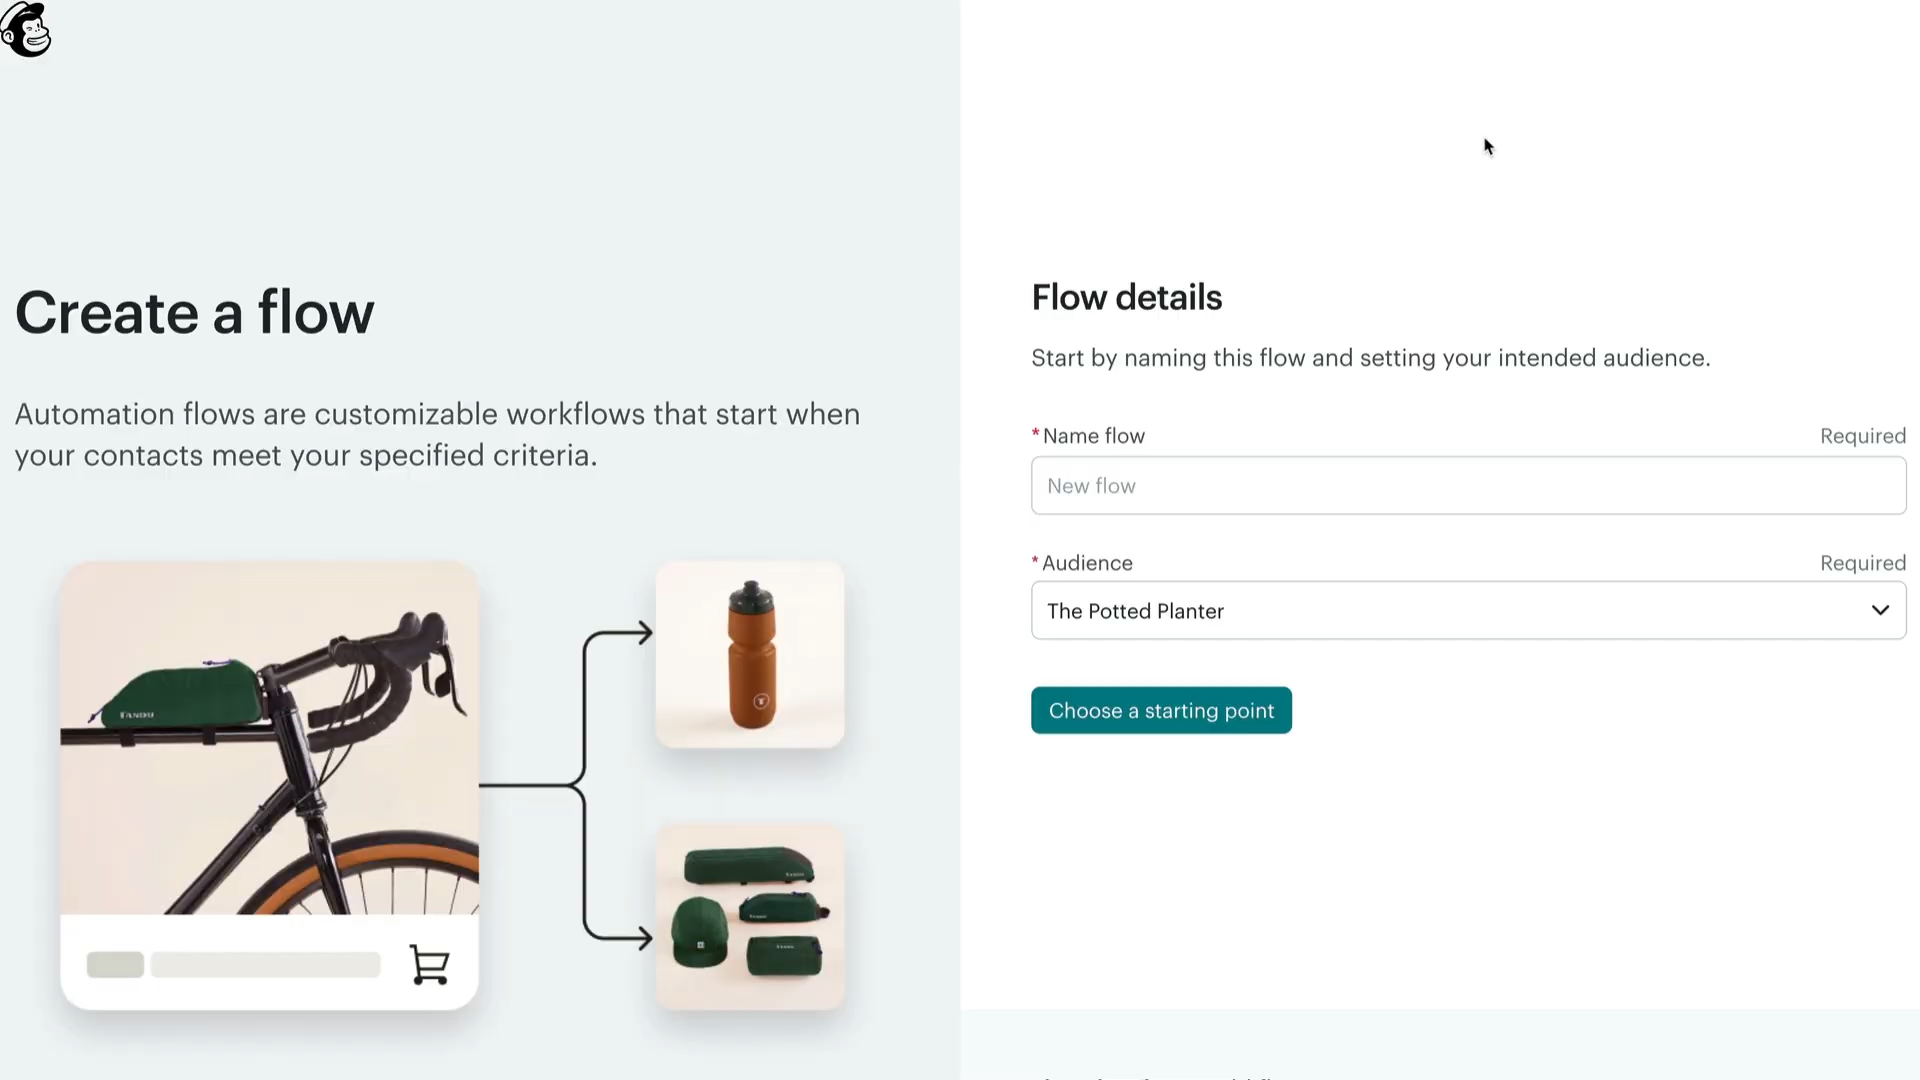 Create a flow
Automation flows are customizable workflows that start when
your contacts meet your specified criteria.
TANDU
Flow details
Start by naming this flow and setting your intended audience.
* Name flow Required
New flow
* Audience Required
The Potted Planter
Choose a starting point